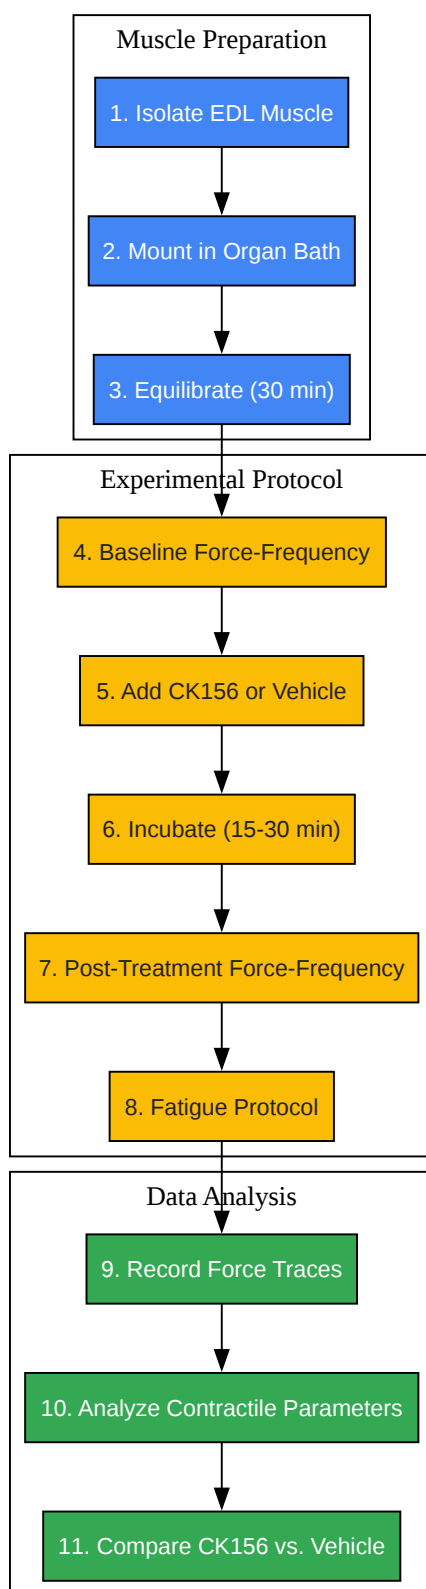 Muscle Preparation
1. Isolate EDL Muscle
2. Mount in Organ Bath
3. Equilibrate (30 min)
Experimental Protocol
4. Baseline Force-Frequency
5. Add CK156 or Vehicle
6. Incubate (15-30 min)
7. Post-Treatment Force-Frequency
8. Fatigue Protocol
Data Analysis
9. Record Force Traces
10. Analyze Contractile Parameters
11. Compare CK156 vs. Vehicle